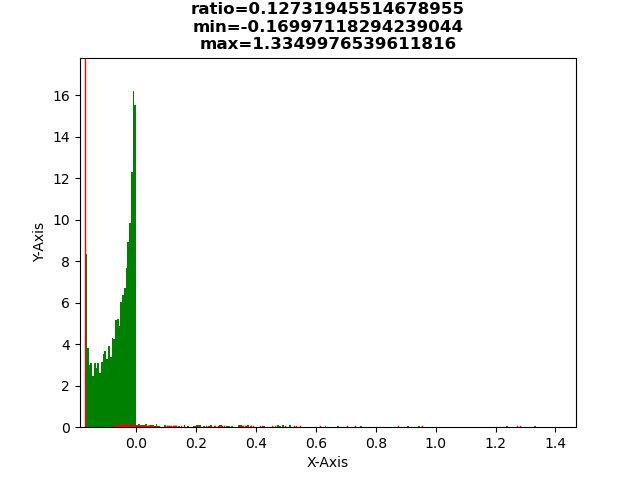 ratio=0.12731945514678955
min=-0.16997118294239044
max=1.3349976539611816
16
14
12
10
8
6
4
2
0
Y-Axis
0.0 0.2 0.4 0.6 0.8 1.0 1.2 1.4
X-Axis